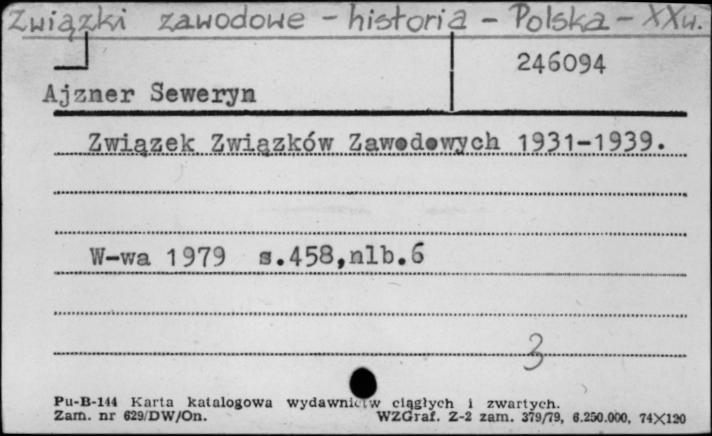 Związki zawodowe - historia - Polska - XXw.
246094
Ajzner Seweryn
Związek Związków Zawodowych 1931-1939.
W-wa 1979 s.458,nlb.6
3
Pu-B-144 Karta katalogowa wydawnictw ciągłych i zwartych.
Zam. nr 629/DW/On. WZGraf. Z-2 zam. 379/79, 6.250.000, 74X120